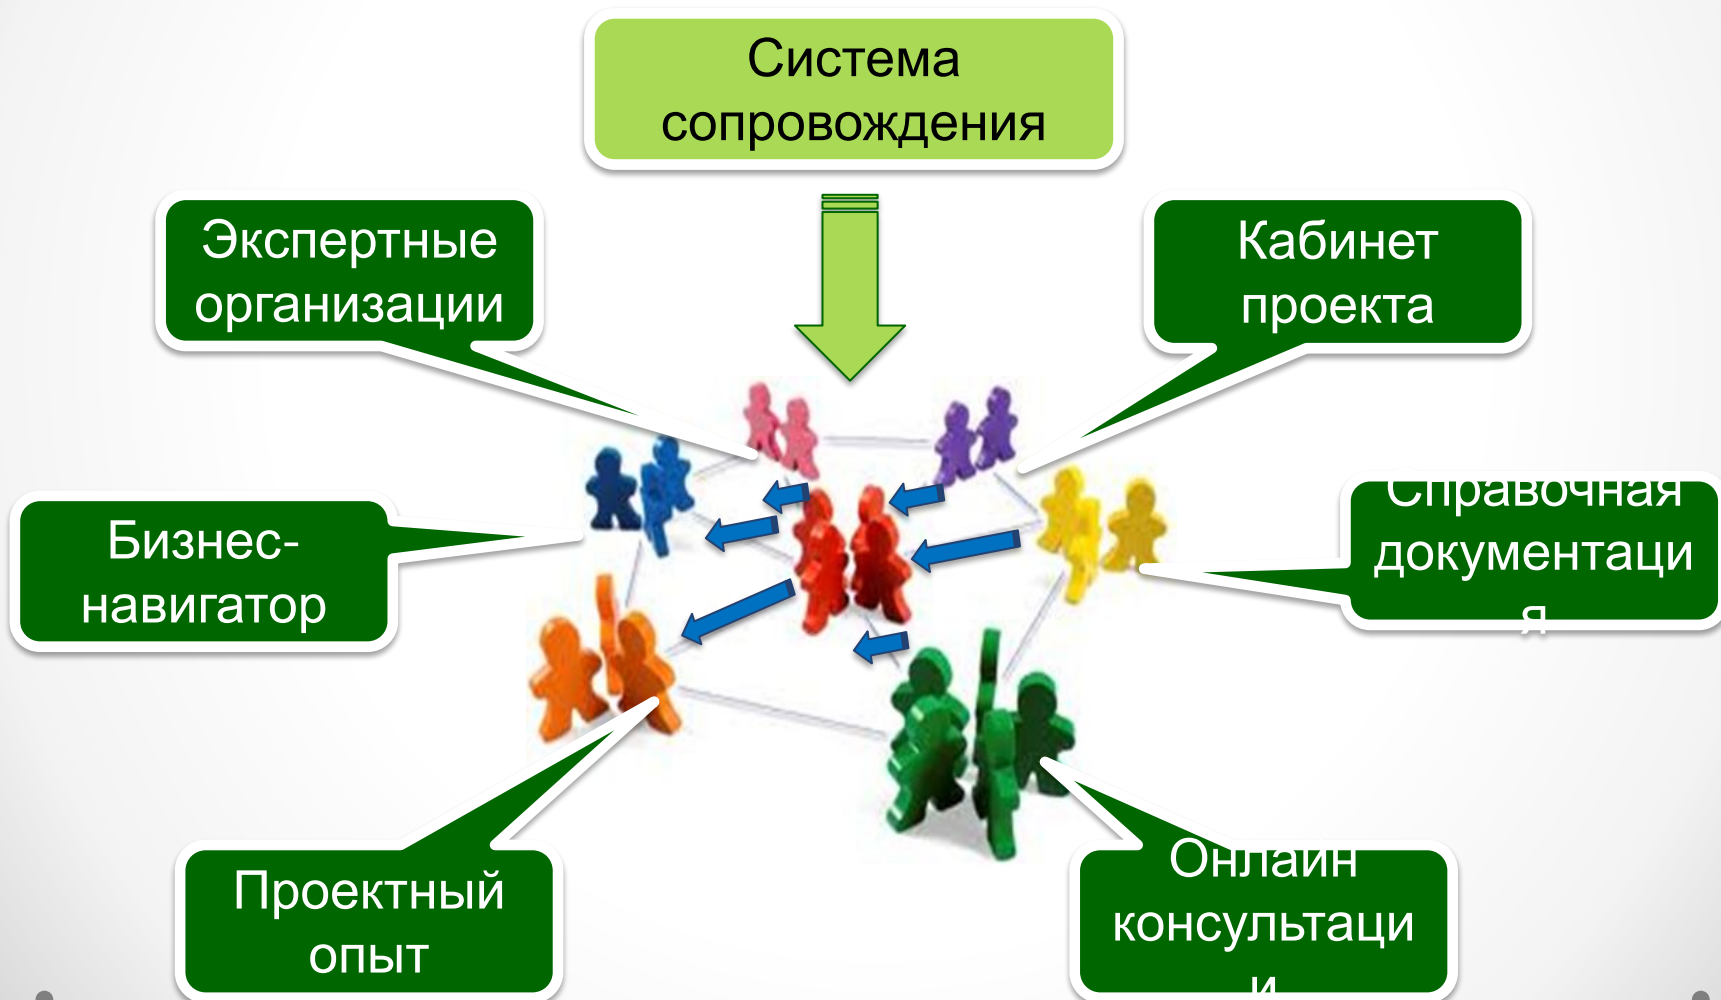 Система
сопровождения
Экспертные
организации
Кабинет
проекта
Бизнес-
навигатор
Справочная
документаци
я
Проектный
опыт
Онлайн
консультаци
и